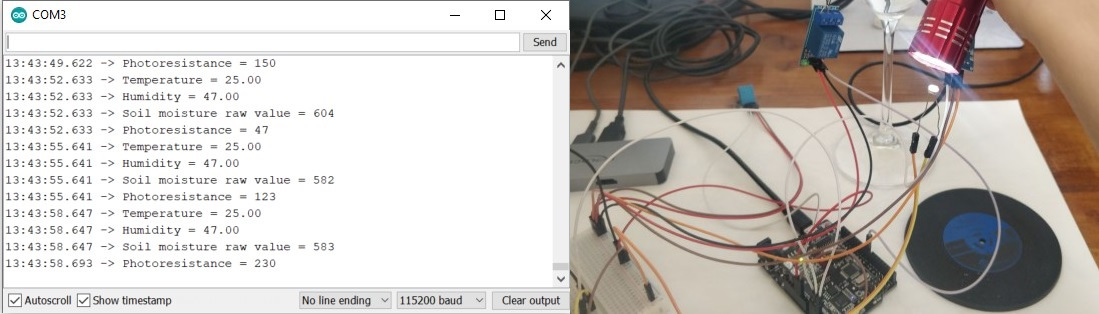 COM3
Send
13:43:49.622 -> Photoresistance = 150
13:43:52.633 -> Temperature = 25.00
13:43:52.633 -> Humidity = 47.00
13:43:52.633 -> Soil moisture raw value = 604
13:43:52.633 -> Photoresistance = 47
13:43:55.641 -> Temperature = 25.00
13:43:55.641 -> Humidity = 47.00
13:43:55.641 -> Soil moisture raw value = 582
13:43:55.641 -> Photoresistance = 123
13:43:58.647 -> Temperature = 25.00
13:43:58.647 -> Humidity = 47.00
13:43:58.647 -> Soil moisture raw value = 583
13:43:58.693 -> Photoresistance = 230
Autoscroll Show timestamp No line ending 115200 baud Clear output